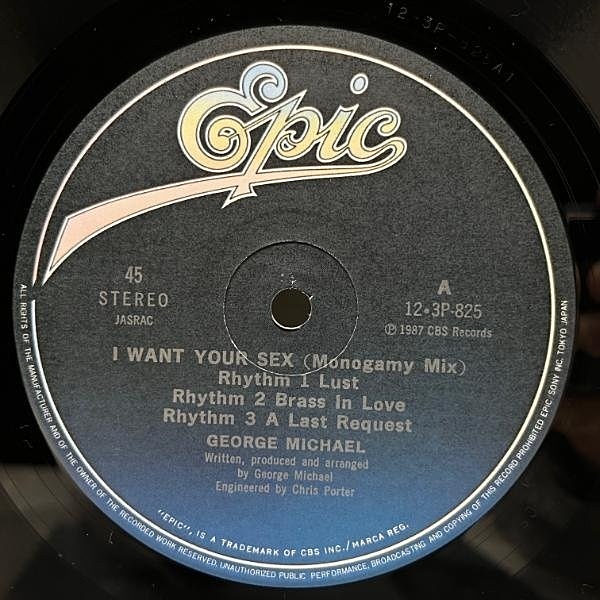 12-3P-825A1
Epic
45
STEREO
JASRAC
A
12•3P-825
Ⓟ 1987 CBS Records
I WANT YOUR SEX (Monogamy Mix)
Rhythm 1 Lust
Rhythm 2 Brass In Love
Rhythm 3 A Last Request
GEORGE MICHAEL
Written, produced and arranged
by George Michael
Engineered by Chris Porter
"EPIC", IS A TRADEMARK OF CBS INC./MARCA REG.
ALL RIGHTS OF THE MANUFACTURER AND OF THE OWNER OF THE RECORDED WORK RESERVED. UNAUTHORIZED PUBLIC PERFORMANCE, BROADCASTING AND COPYING OF THIS RECORD PROHIBITED EPIC SONY INC. TOKYO JAPAN